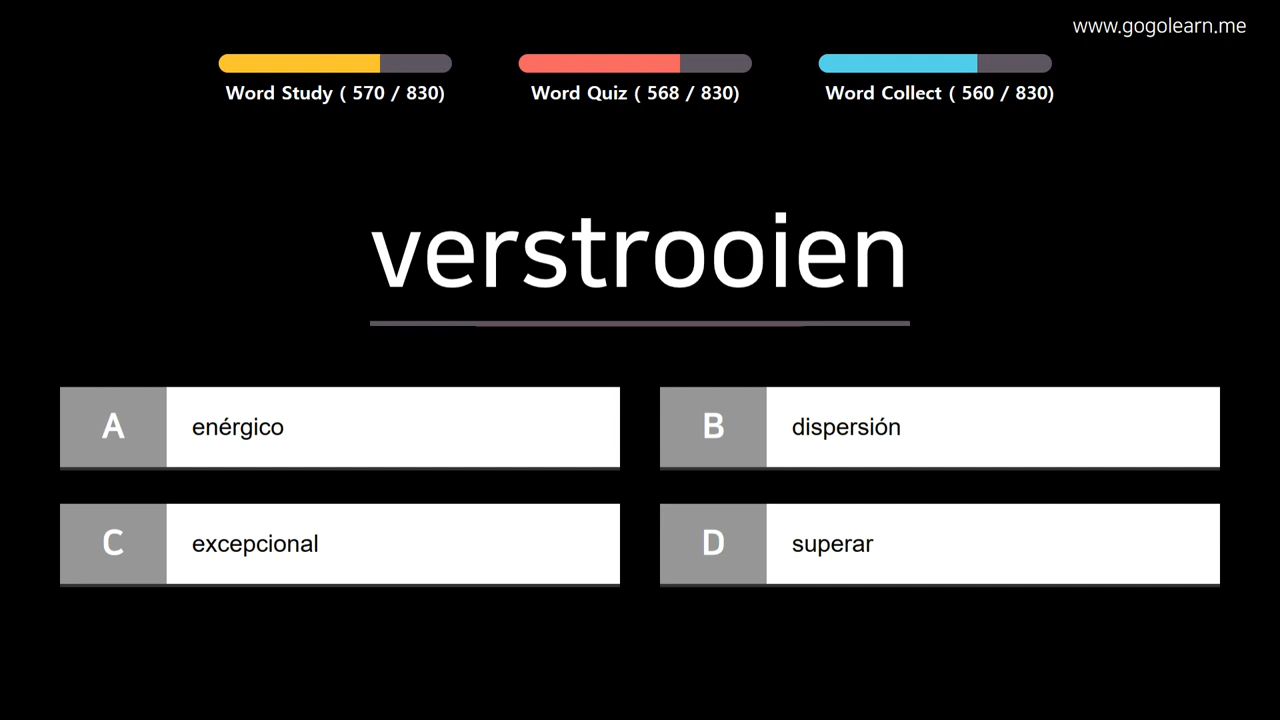 www.gogolearn.me
Word Study ( 570 / 830)
Word Quiz ( 568 / 830)
Word Collect ( 560 / 830)
verstrooien
A enérgico
B dispersión
C excepcional
D superar